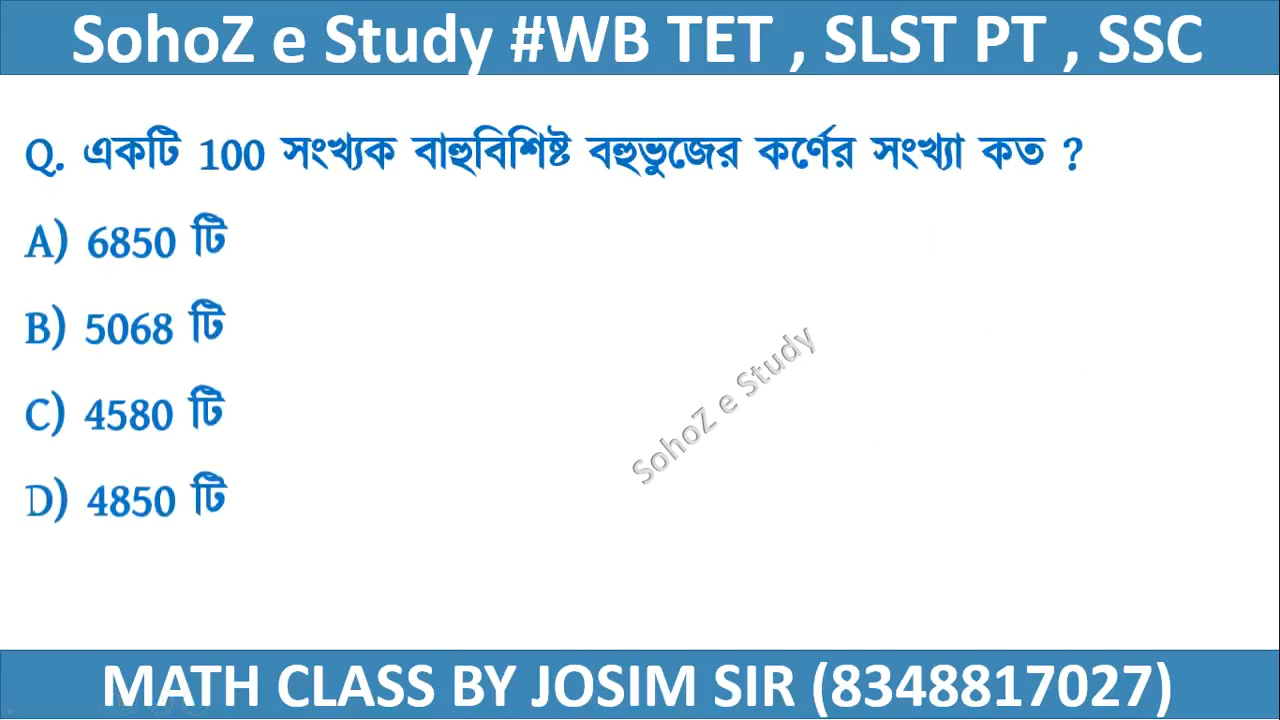 SohoZ e Study #WB TET , SLST PT , SSC
Q. একটি 100 সংখ্যক বাহুবিশিষ্ট বহুভুজের কর্ণের সংখ্যা কত ?
A) 6850 টি
B) 5068 টি
C) 4580 টি
D) 4850 টি
SohoZ e Study
MATH CLASS BY JOSIM SIR (8348817027)